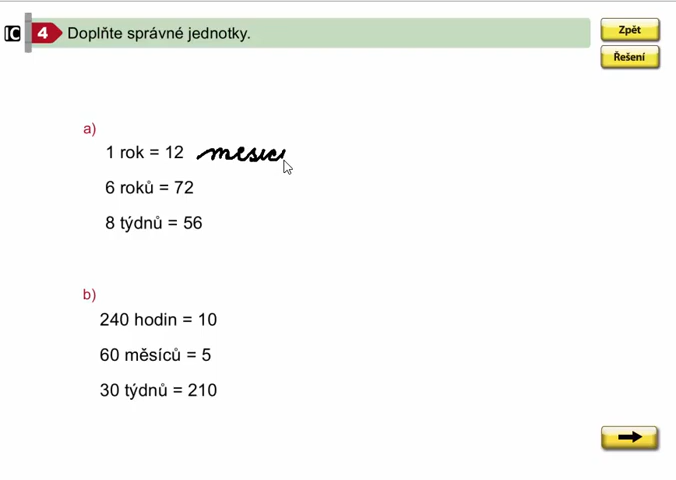 IC 4 Doplňte správné jednotky.
Zpět
Řešení
a)
1 rok = 12 mesici
6 roků = 72
8 týdnů = 56
b)
240 hodin = 10
60 měsíců = 5
30 týdnů = 210